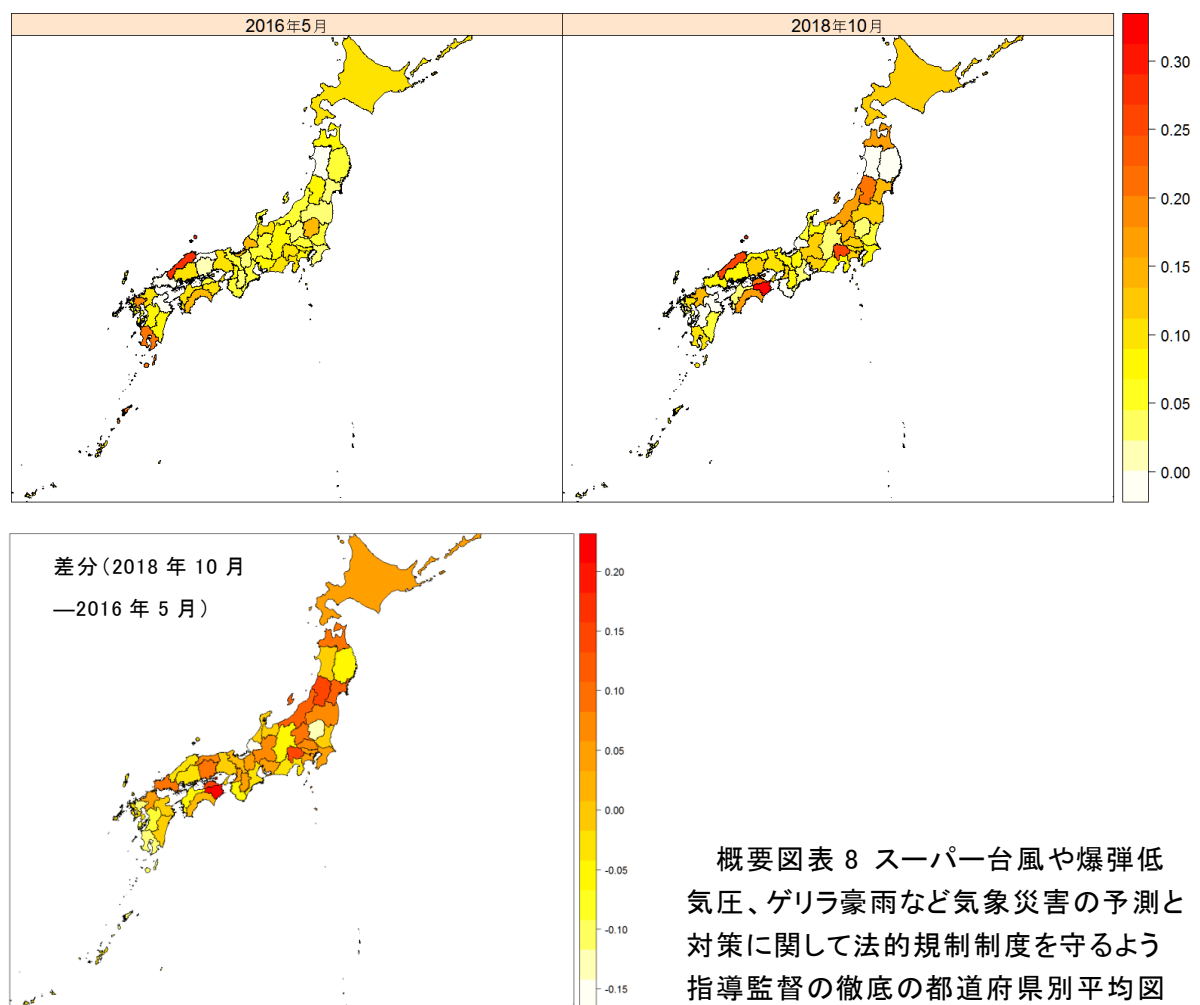 2016年5月
2018年10月
0.30
0.25
0.20
0.15
0.10
0.05
0.00
差分(2018 年 10 月
―2016 年 5 月)
0.20
0.15
0.10
0.05
0.00
-0.05
-0.10
-0.15
概要図表 8 スーパー台風や爆弾低
気圧、ゲリラ豪雨など気象災害の予測と
対策に関して法的規制制度を守るよう
指導監督の徹底の都道府県別平均図